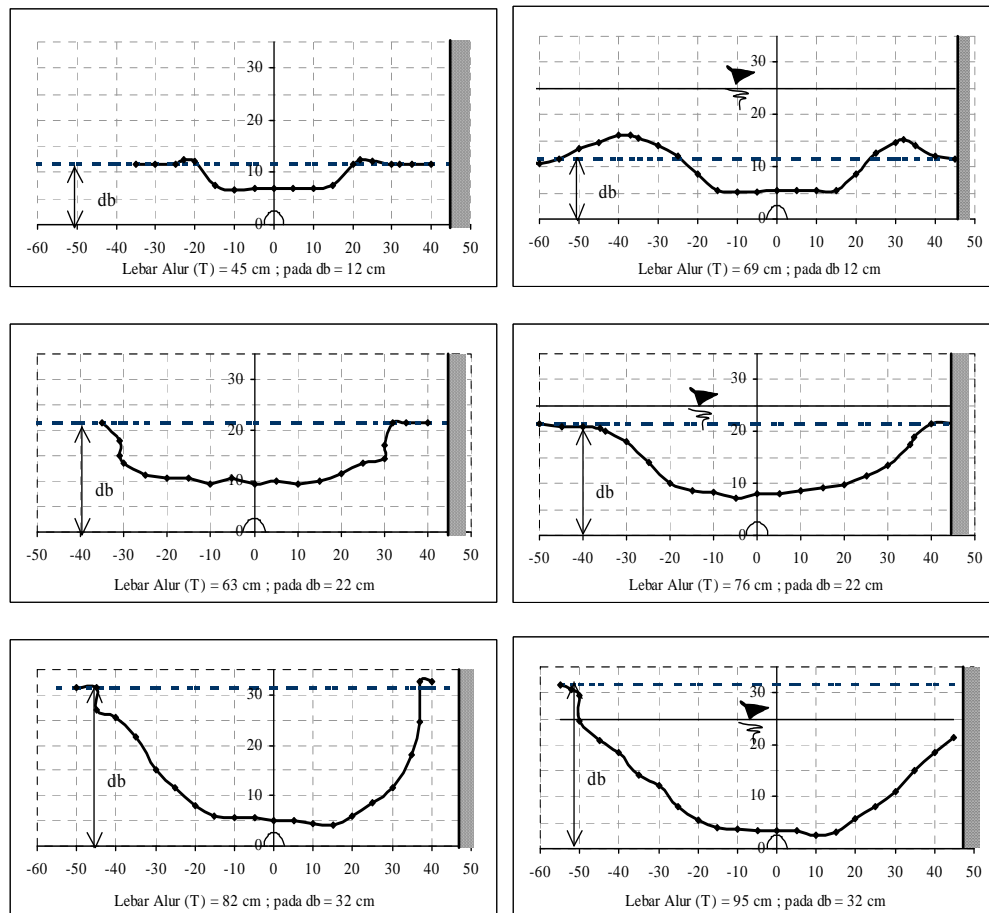 30
20
10
db
0
-60 -50 -40 -30 -20 -10 0 10 20 30 40 50
Lebar Alur (T) = 45 cm ; pada db = 12 cm
30
20
10
db
0
-60 -50 -40 -30 -20 -10 0 10 20 30 40 50
Lebar Alur (T) = 69 cm ; pada db 12 cm
30
20
10
db
0
-50 -40 -30 -20 -10 0 10 20 30 40 50
Lebar Alur (T) = 63 cm ; pada db = 22 cm
30
20
10
db
0
-50 -40 -30 -20 -10 0 10 20 30 40 50
Lebar Alur (T) = 76 cm ; pada db = 22 cm
30
20
10
db
0
-60 -50 -40 -30 -20 -10 0 10 20 30 40 50
Lebar Alur (T) = 82 cm ; pada db = 32 cm
30
20
10
db
0
-60 -50 -40 -30 -20 -10 0 10 20 30 40 50
Lebar Alur (T) = 95 cm ; pada db = 32 cm